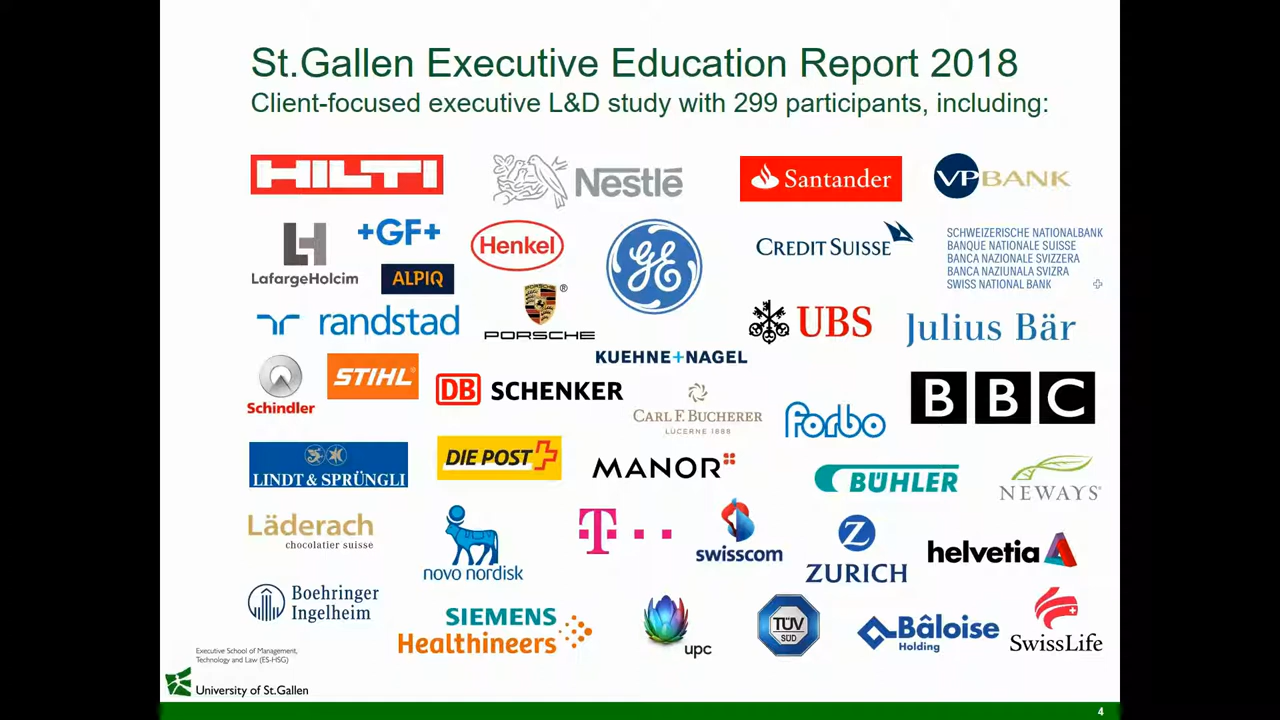 St.Gallen Executive Education Report 2018
Client-focused executive L&D study with 299 participants, including:
HILTI
Nestlé
Santander
VPBANK
LafargeHolcim
+GF+
ALPIQ
Henkel
GE
CREDIT SUISSE
SCHWEIZERISCHE NATIONALBANK
BANQUE NATIONALE SUISSE
BANCA NAZIONALE SVIZZERA
BANCA NAZIUNALA SVIZRA
SWISS NATIONAL BANK
randstad
PORSCHE
®
PORSCHE
UBS
Julius Bär
KUEHNE+NAGEL
Schindler
STIHL®
DB SCHENKER
CARL F. BUCHERER
LUCERNE 1888
forbo
BBC
LINDT & SPRÜNGLI
DIE POST
MANOR
BÜHLER
NEWAYS®
Läderach
chocolatier suisse
novo nordisk
T
swisscom
Z
ZURICH
helvetia
Boehringer
Ingelheim
SIEMENS
Healthineers
upc
TÜV
SÜD
Bâloise
Holding
SwissLife
Executive School of Management,
Technology and Law (ES-HSG)
University of St.Gallen
4